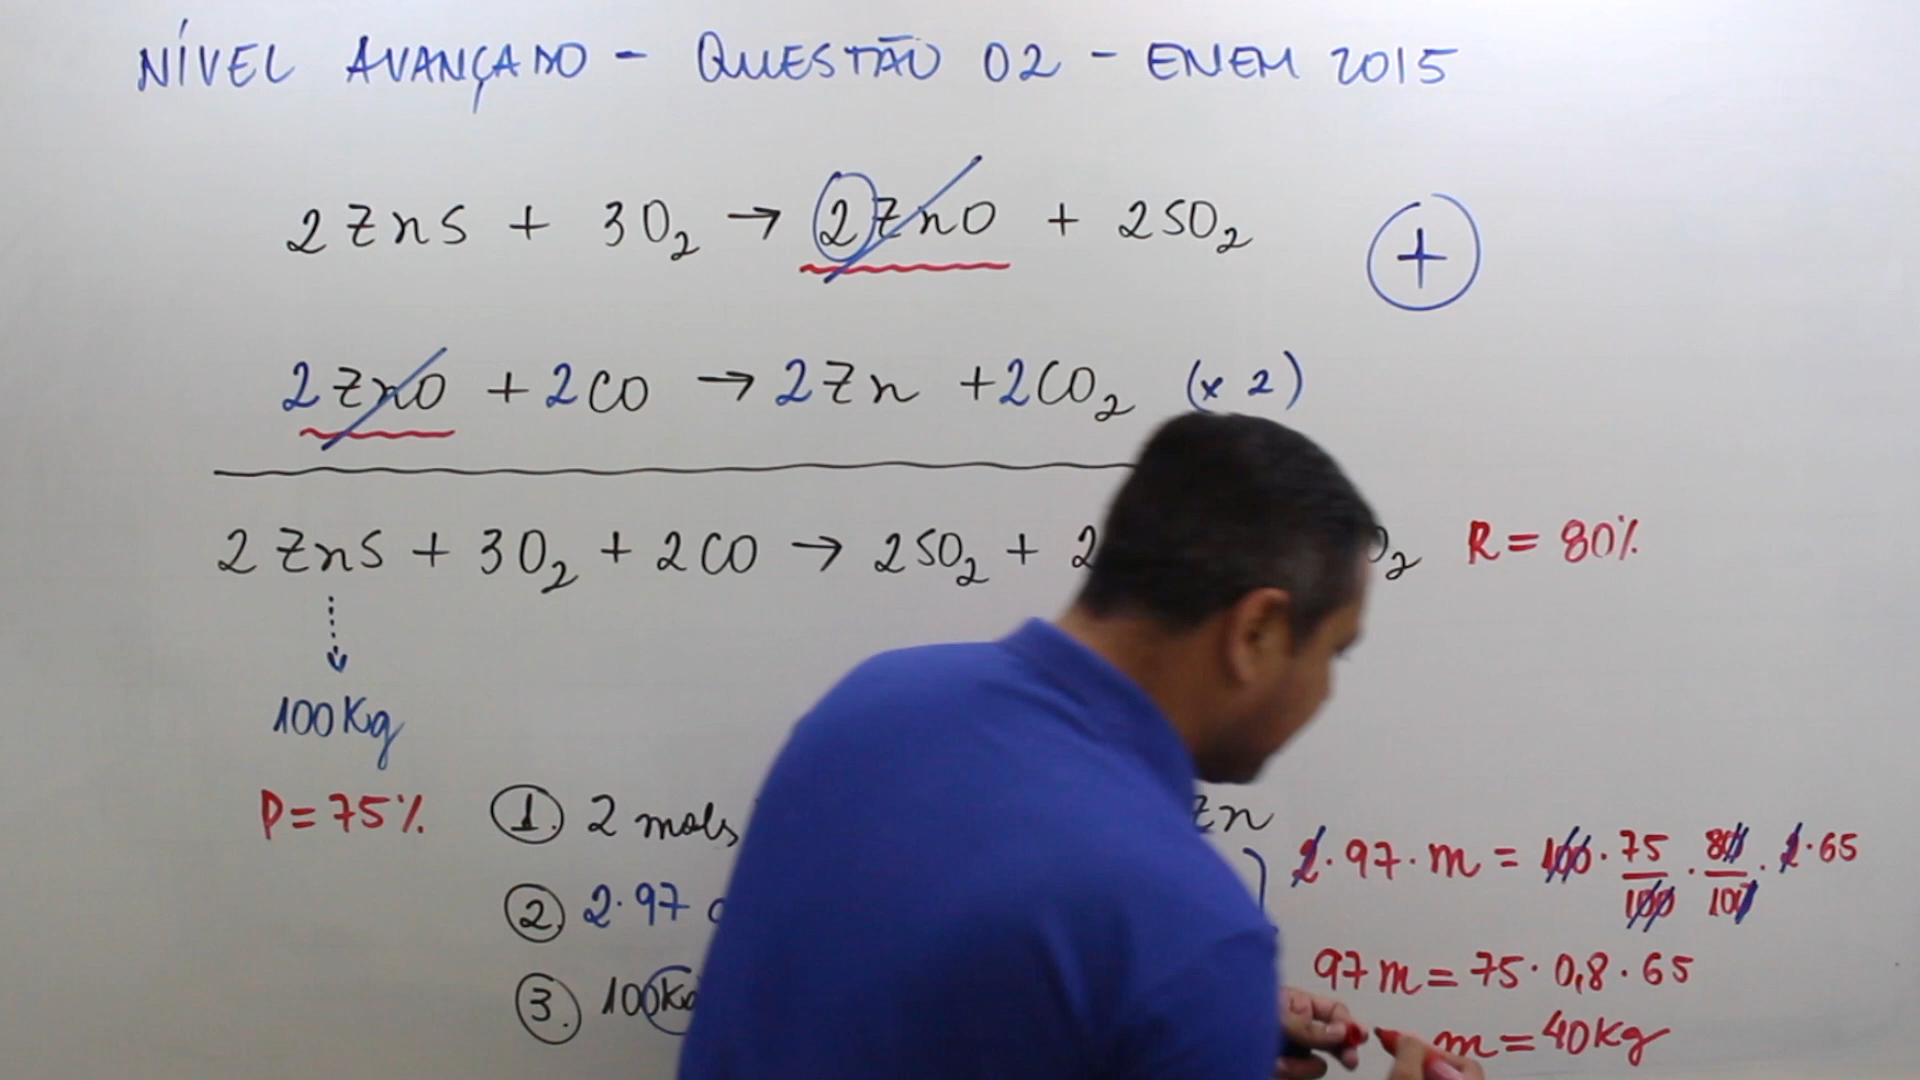 NÍVEL AVANÇADO - QUESTÃO 02 - ENEM 2015
2ZnS + 3O₂ → 2ZnO + 2SO₂
+
2ZnO + 2CO → 2Zn + 2CO₂ (x 2)
2ZnS + 3O₂ + 2CO → 2SO₂ + 2 O₂ R = 80%
100Kg
P = 75%
1. 2 mols Zn
2. 2·97
3. 100Kg
2·97·m = 100·75/100·80/100·2·65
97m = 75·0,8·65
m = 40kg